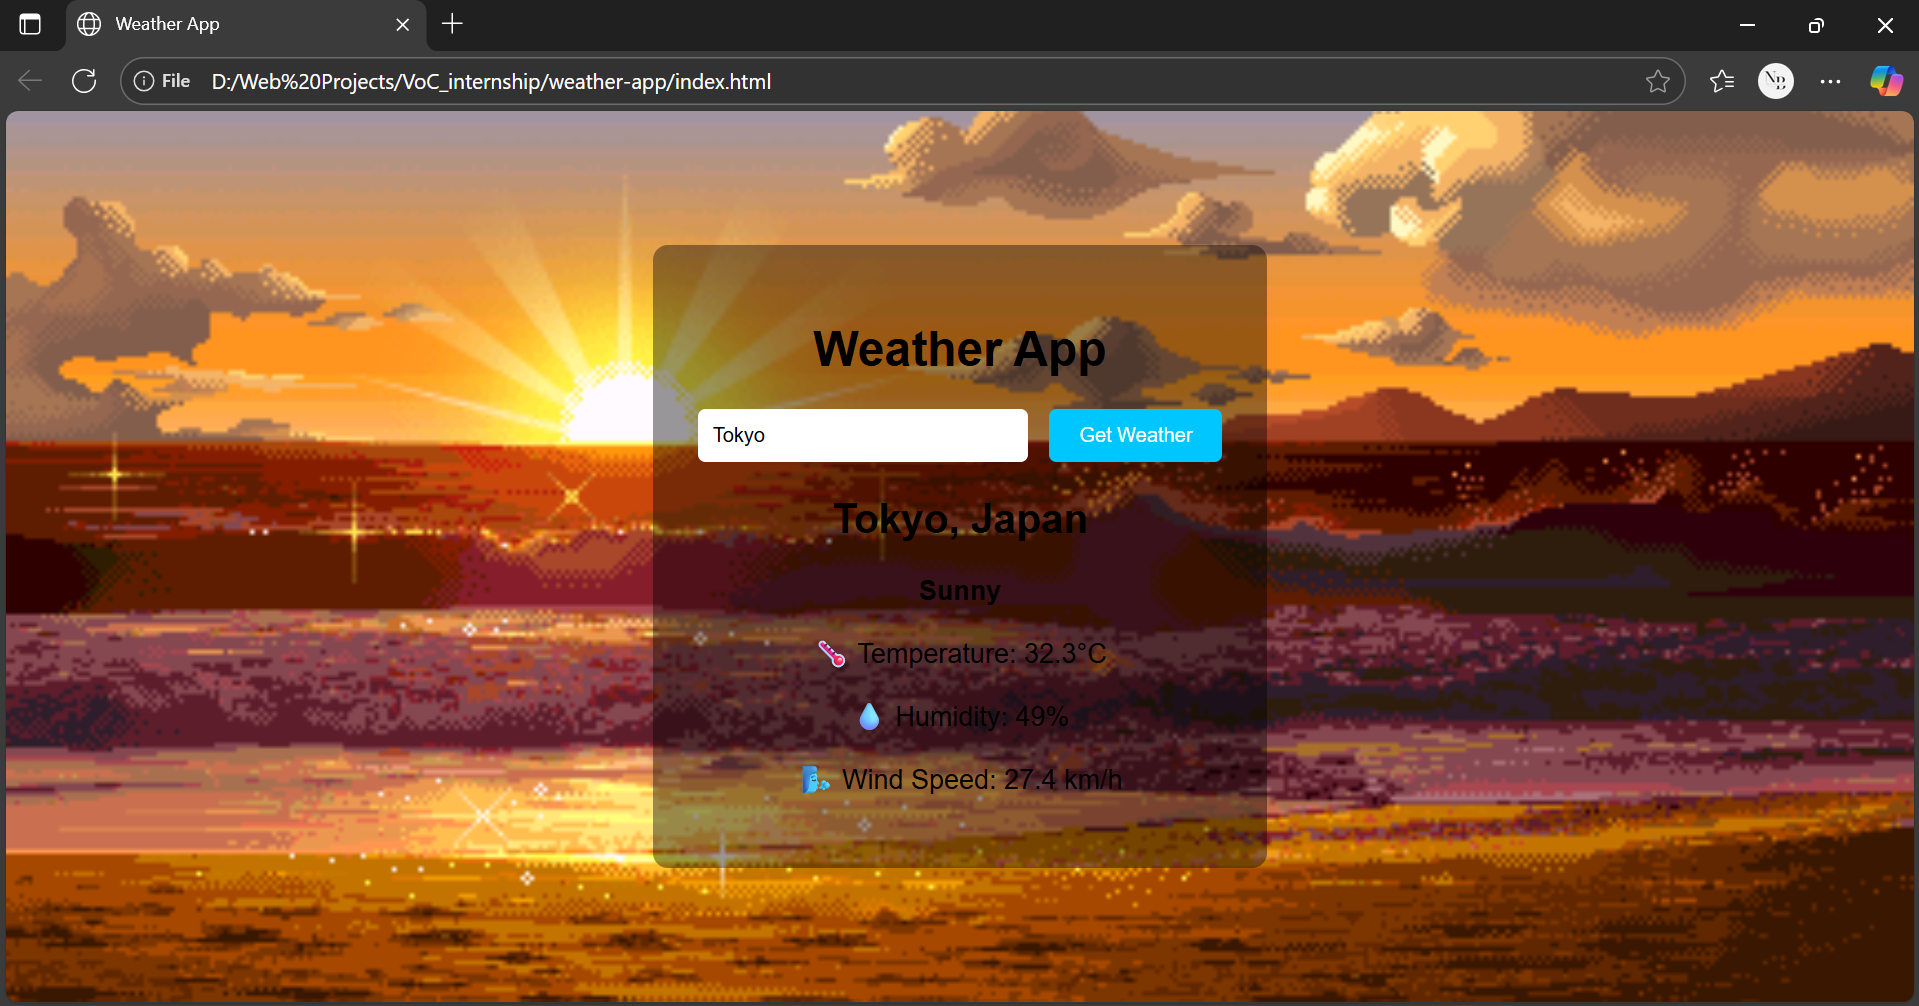 Weather App
File D:/Web%20Projects/VoC_internship/weather-app/index.html
NB
Weather App
Tokyo Get Weather
Tokyo, Japan
Sunny
Temperature: 32.3°C
Humidity: 49%
Wind Speed: 27.4 km/h